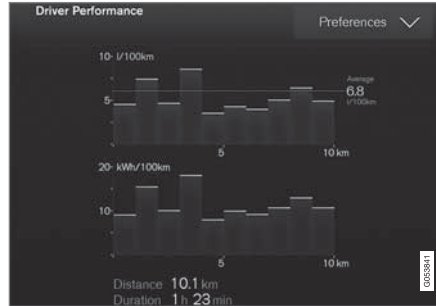 Driver Performance
Preferences
10 l/100km
Average
6.8
l/100km
5
5
10 km
20 kWh/100km
10
5
10 km
Distance 10.1 km
Duration 1 h 23 min
G053841